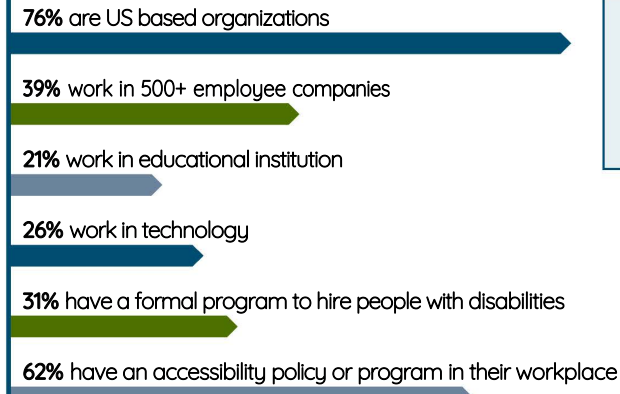 76% are US based organizations
39% work in 500+ employee companies
21% work in educational institution
26% work in technology
31% have a formal program to hire people with disabilities
62% have an accessibility policy or program in their workplace